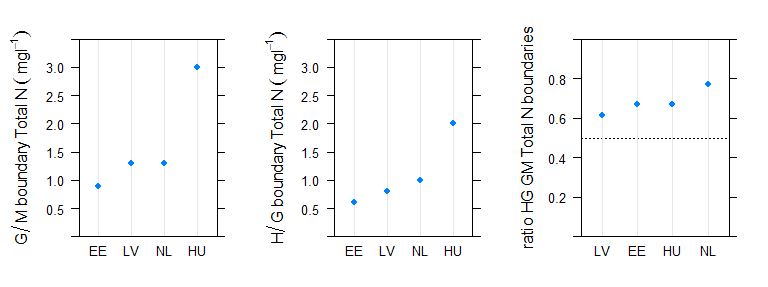 G/M boundary Total N (mgl⁻¹)
3.0
2.5
2.0
1.5
1.0
0.5
EE LV NL HU
H/G boundary Total N (mgl⁻¹)
3.0
2.5
2.0
1.5
1.0
0.5
EE LV NL HU
ratio HG GM Total N boundaries
0.8
0.6
0.4
0.2
LV EE HU NL